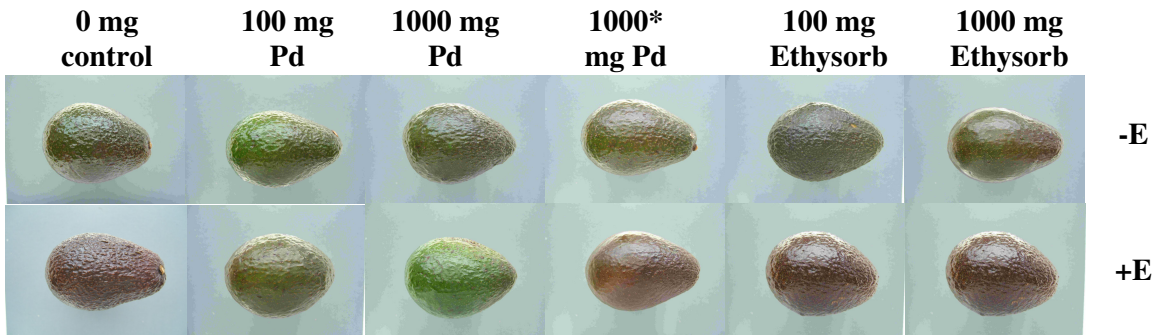 0 mg 100 mg 1000 mg 1000* 100 mg 1000 mg
control Pd Pd mg Pd Ethysorb Ethysorb
-E
+E